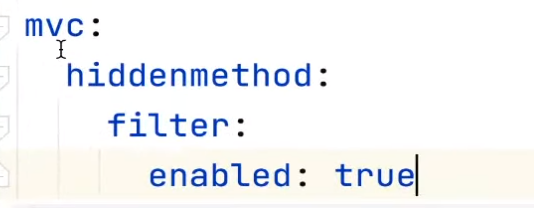 mvc:
  hiddenmethod:
    filter:
      enabled: true